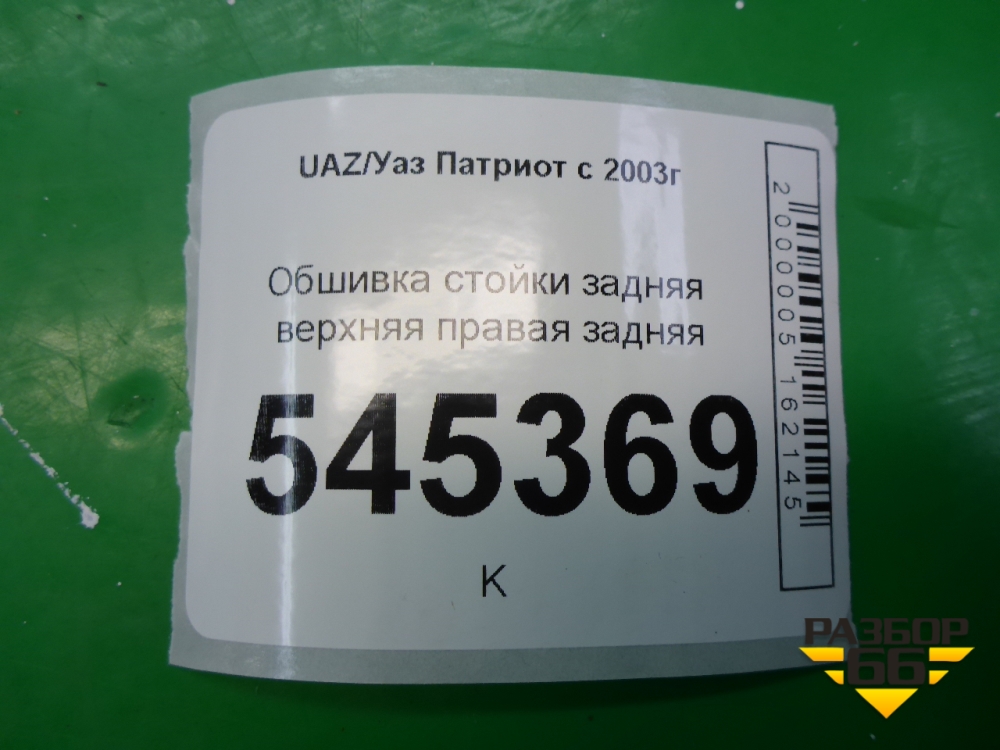 UAZ/Уаз Патриот с 2003г
Обшивка стойки задняя
верхняя правая задняя
545369
К
2000005162145
РАЗБОР
66